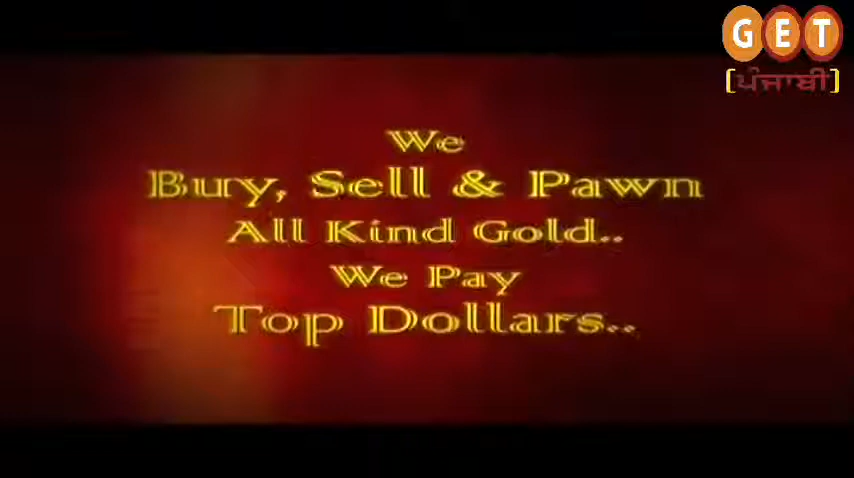 GET
[ਪੰਜਾਬੀ]
We
Buy, Sell & Pawn
All Kind Gold..
We Pay
Top Dollars..